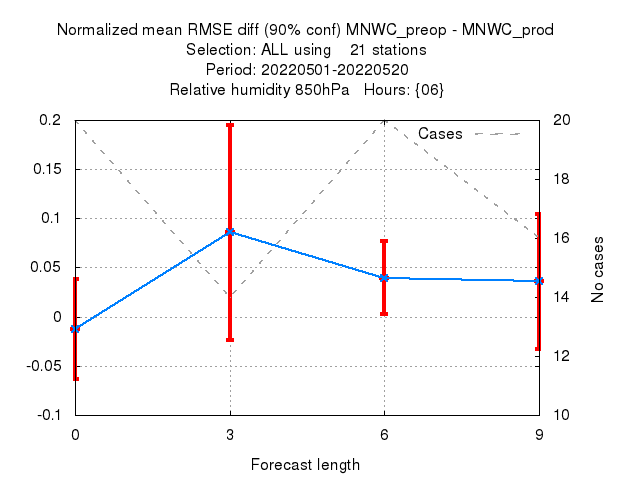 Normalized mean RMSE diff (90% conf) MNWC_preop - MNWC_prod
Selection: ALL using    21 stations
Period: 20220501-20220520
Relative humidity 850hPa   Hours: {06}
0.2
0.15
0.1
0.05
0
-0.05
-0.1
Cases
20
18
16
14
12
10
No cases
0 3 6 9
Forecast length